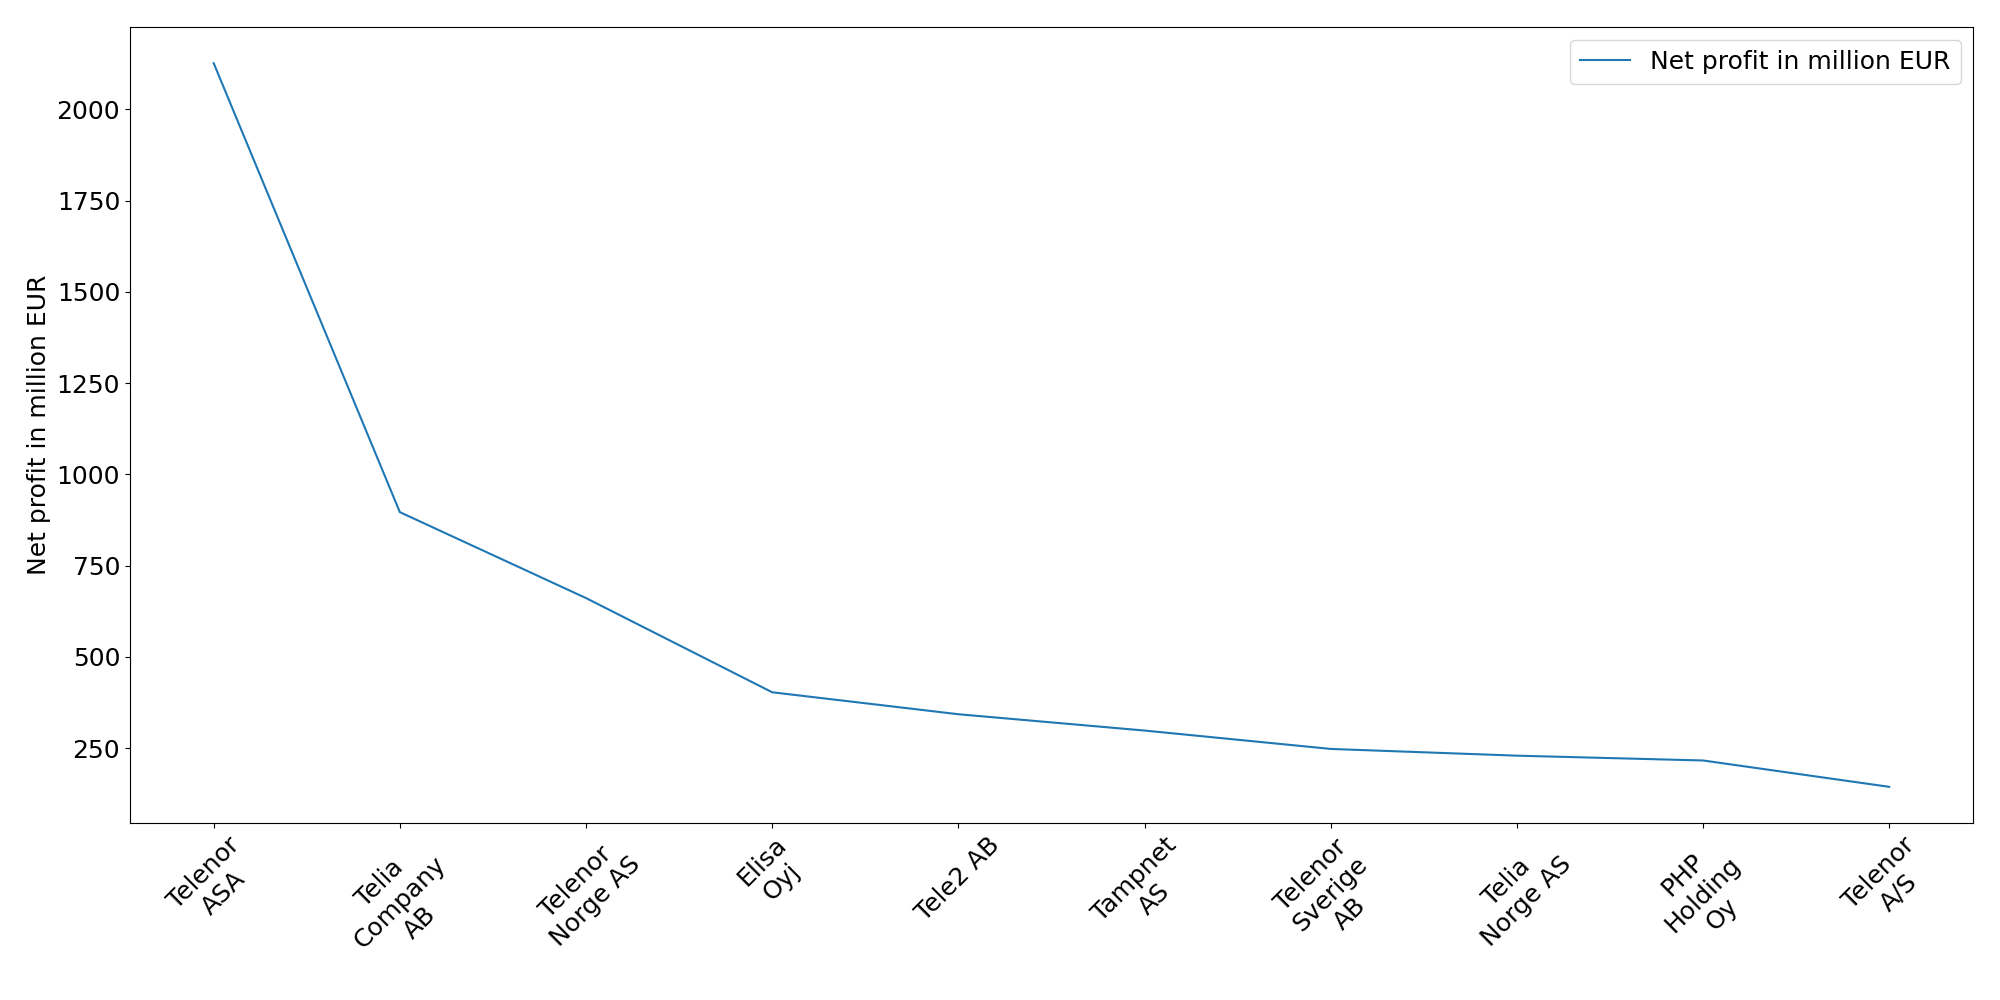 Net profit in million EUR
Net profit in million EUR
2000
1750
1500
1250
1000
750
500
250
Telenor
ASA
Telia
Company
AB
Telenor
Norge AS
Elisa
Oyj
Tele2 AB
Tampnet
AS
Telenor
Sverige
AB
Telia
Norge AS
PHP
Holding
Oy
Telenor
A/S